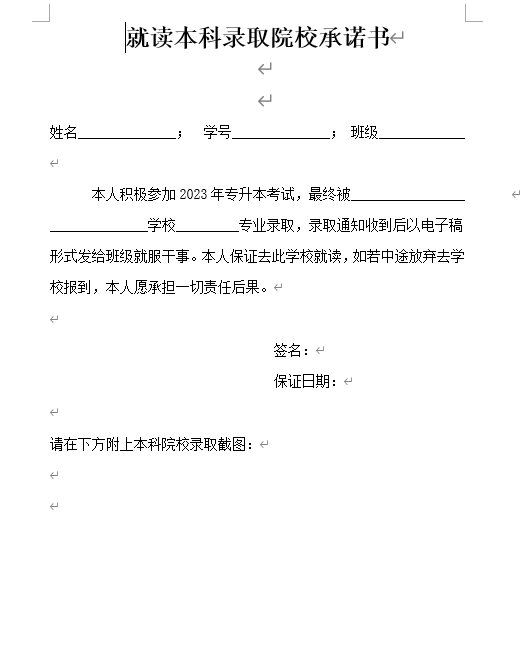 就读本科录取院校承诺书
姓名______________； 学号______________； 班级____________
本人积极参加 2023 年专升本考试，最终被________________
______________学校_________专业录取，录取通知收到后以电子稿
形式发给班级就服干事。本人保证去此学校就读，如若中途放弃去学
校报到，本人愿承担一切责任后果。
签名：
保证日期：
请在下方附上本科院校录取截图：